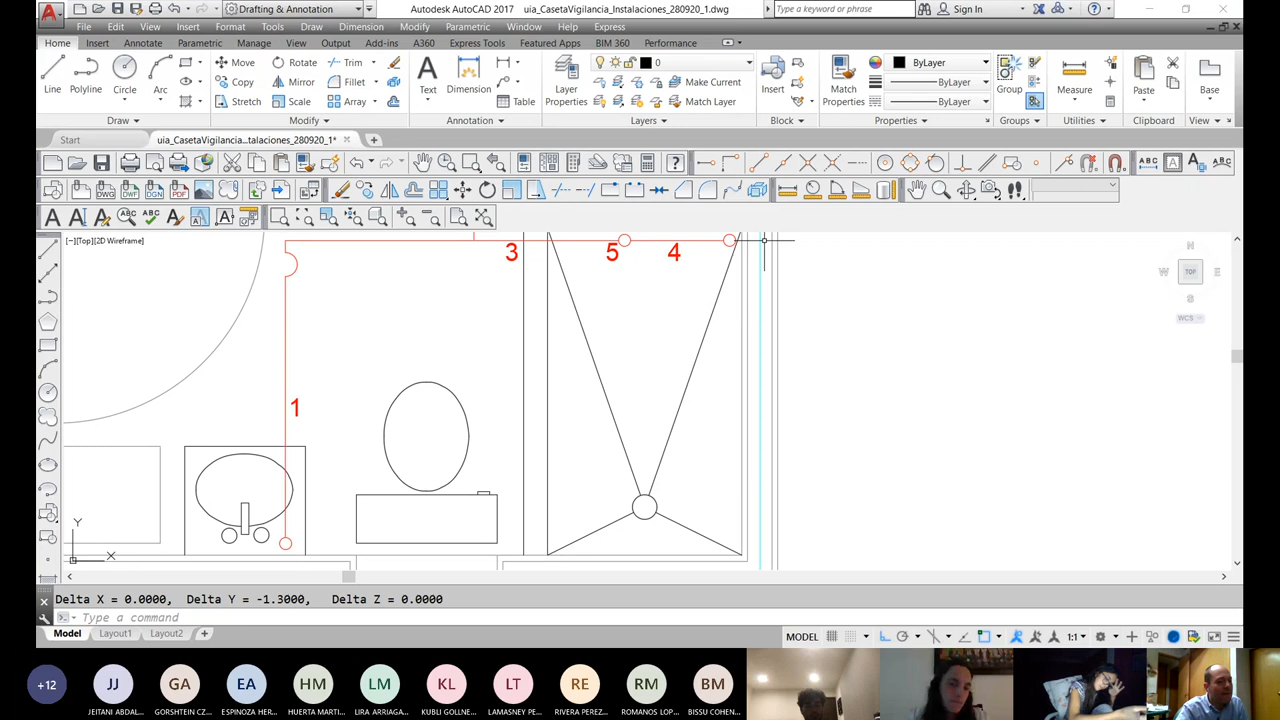 Drafting & Annotation
Autodesk AutoCAD 2017 uia_CasetaVigilancia_Instalaciones_280920_1.dwg
Type a keyword or phrase
Sign In
File Edit View Insert Format Tools Draw Dimension Modify Parametric Window Help Express
Home Insert Annotate Parametric Manage View Output Add-ins A360 Express Tools Featured Apps BIM 360 Performance
Line Polyline Circle Arc
Move Rotate Trim
Copy Mirror Fillet
Stretch Scale Array
Text Dimension
Table
Layer Properties
0
Make Current
Match Layer
Insert
Match Properties
ByLayer
ByLayer
ByLayer
Group
Measure
Paste
Base
Draw Modify Annotation Layers Block Properties Groups Utilities Clipboard View
Start
uia_CasetaVigilancia_Ins...talaciones_280920_1*
[−][Top][2D Wireframe]
3 5 4
1
N
W TOP E
S
WCS
Y
X
Delta X = 0.0000, Delta Y = -1.3000, Delta Z = 0.0000
Type a command
Model Layout1 Layout2
MODEL
1:1
+12 JJ GA EA HM LM KL LT RE RM BM
JEITANI ABDAL... GORSHTEIN CZ... ESPINOZA HER... HUERTA MARTI... LIRA ARRIAGA... KUBLI GOLLNE... LAMASNEY PE... RIVERA PEREZ... ROMANOS LOP... BISSU COHEN...